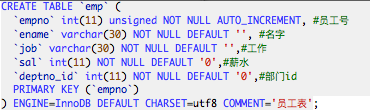 CREATE TABLE `emp` (
  `empno` int(11) unsigned NOT NULL AUTO_INCREMENT, #员工号
  `ename` varchar(30) NOT NULL DEFAULT '', #名字
  `job` varchar(30) NOT NULL DEFAULT '',#工作
  `sal` int(11) NOT NULL DEFAULT '0',#薪水
  `deptno_id` int(11) NOT NULL DEFAULT '0',#部门id
  PRIMARY KEY (`empno`)
) ENGINE=InnoDB DEFAULT CHARSET=utf8 COMMENT='员工表';